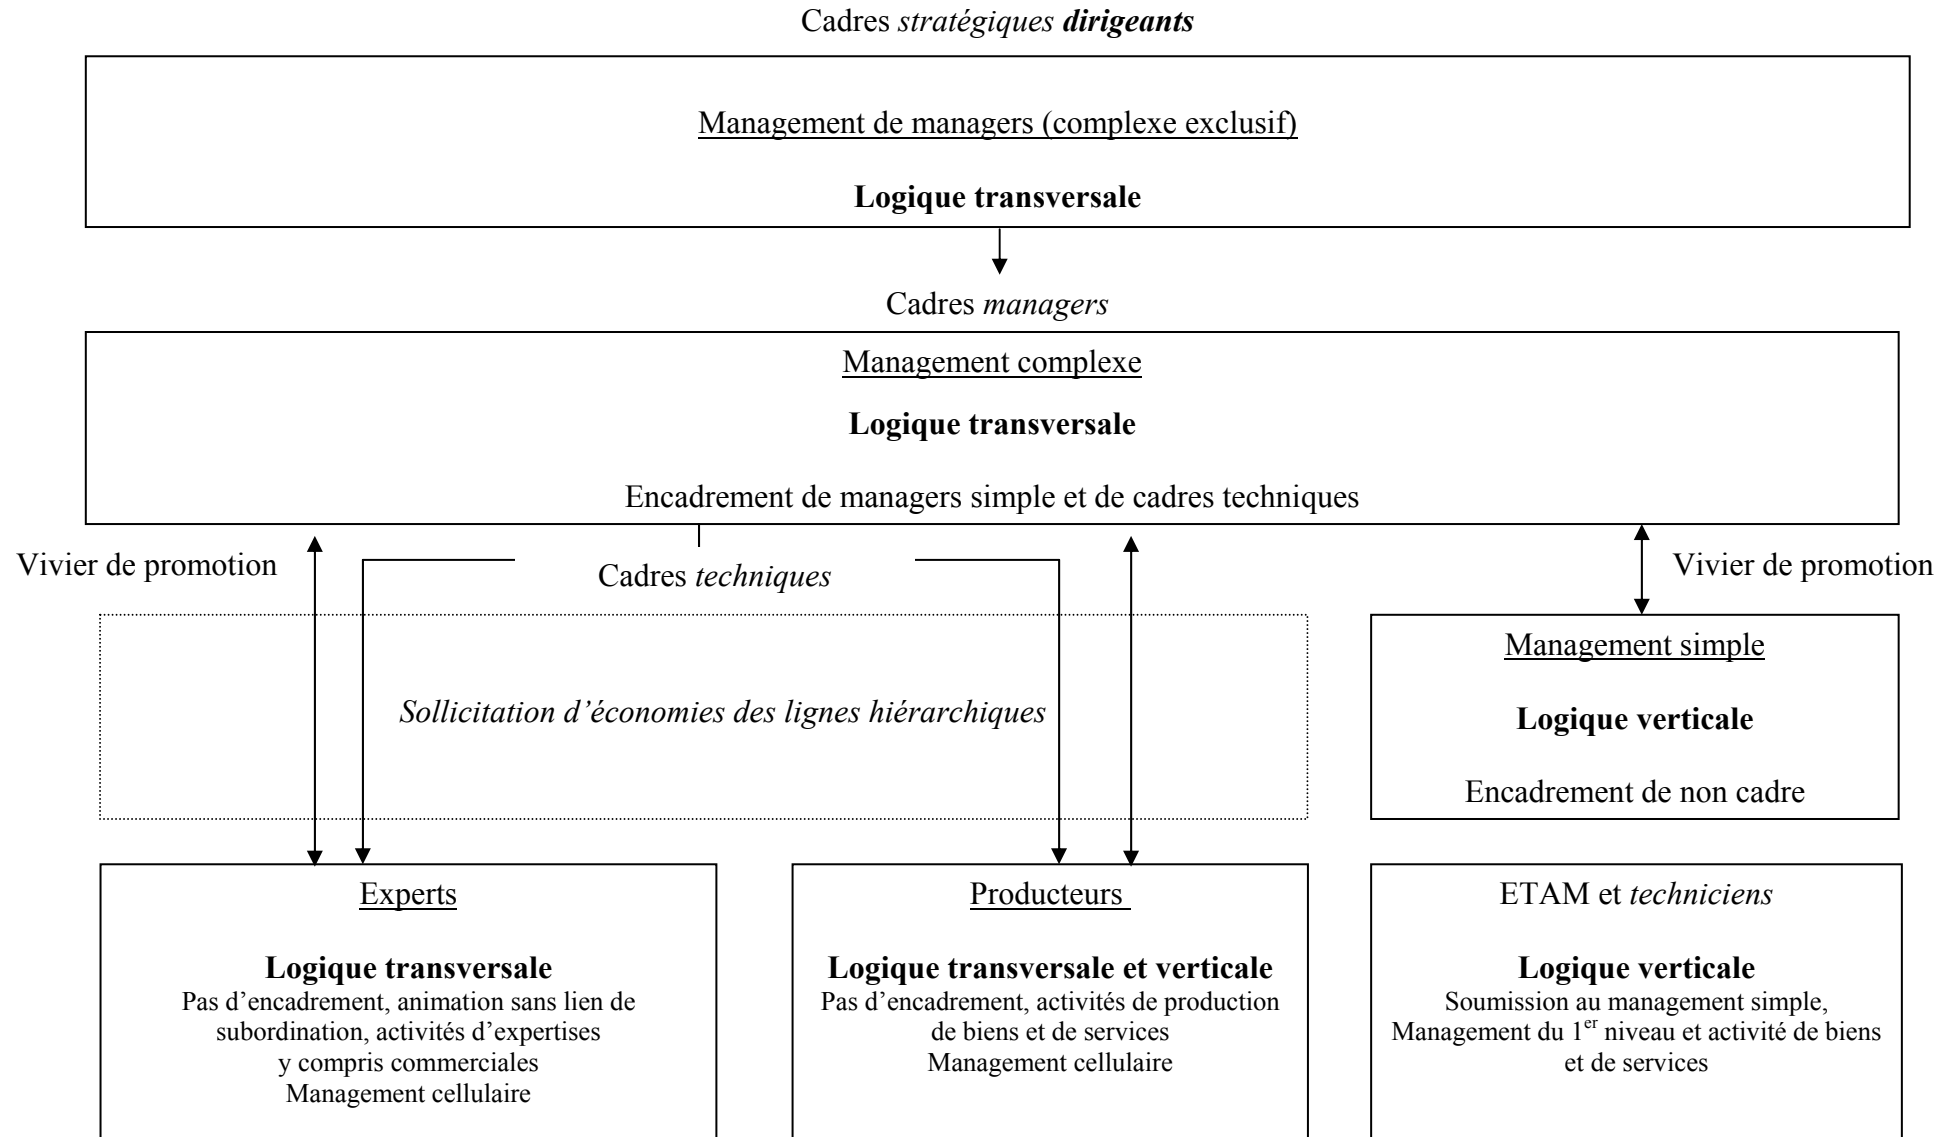 Cadres stratégiques dirigeants
Management de managers (complexe exclusif)
Logique transversale
Cadres managers
Management complexe
Logique transversale
Encadrement de managers simple et de cadres techniques
Vivier de promotion
Cadres techniques
Vivier de promotion
Sollicitation d’économies des lignes hiérarchiques
Management simple
Logique verticale
Encadrement de non cadre
Experts
Logique transversale
Pas d’encadrement, animation sans lien de
subordination, activités d’expertises
y compris commerciales
Management cellulaire
Producteurs
Logique transversale et verticale
Pas d’encadrement, activités de production
de biens et de services
Management cellulaire
ETAM et techniciens
Logique verticale
Soumission au management simple,
Management du 1er niveau et activité de biens
et de services